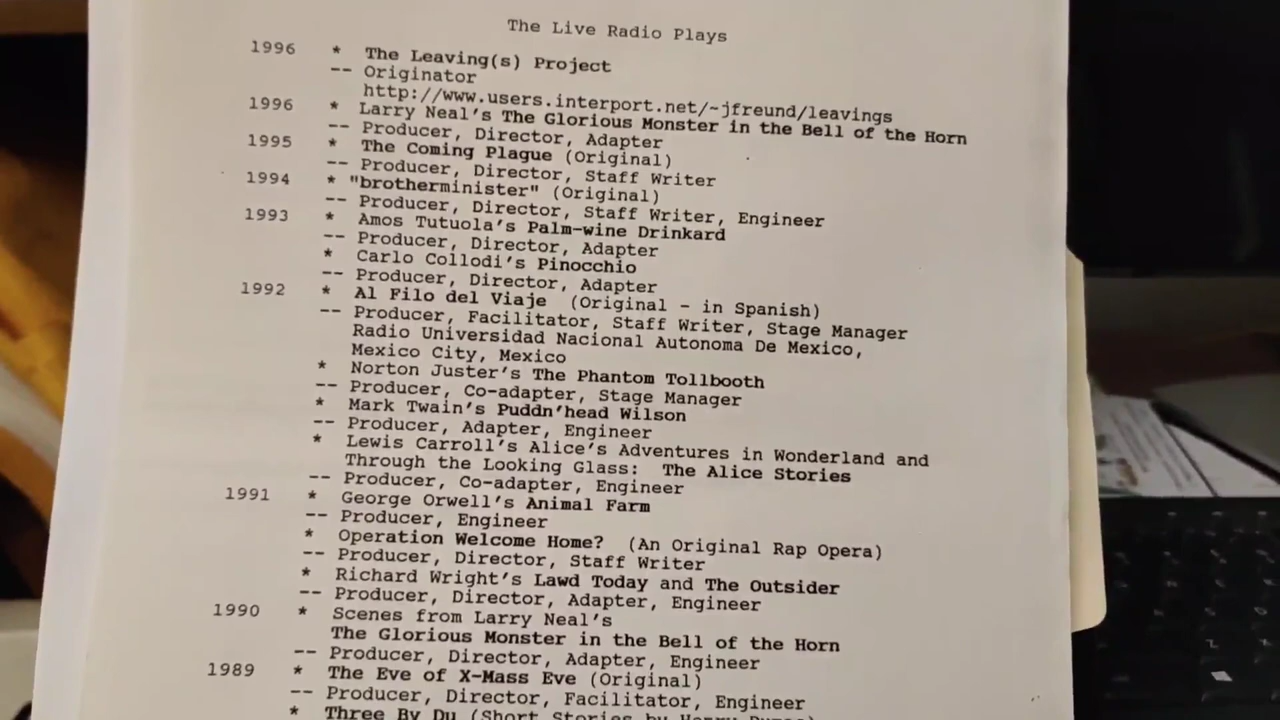 The Live Radio Plays
1996 * The Leaving(s) Project
-- Originator
http://www.users.interport.net/~jfreund/leavings
1996 * Larry Neal's The Glorious Monster in the Bell of the Horn
-- Producer, Director, Adapter
1995 * The Coming Plague (Original)
-- Producer, Director, Staff Writer
1994 * "brotherminister" (Original)
-- Producer, Director, Staff Writer, Engineer
1993 * Amos Tutuola's Palm-wine Drinkard
-- Producer, Director, Adapter
* Carlo Collodi's Pinocchio
-- Producer, Director, Adapter
1992 * Al Filo del Viaje (Original - in Spanish)
-- Producer, Facilitator, Staff Writer, Stage Manager
Radio Universidad Nacional Autonoma De Mexico,
Mexico City, Mexico
* Norton Juster's The Phantom Tollbooth
-- Producer, Co-adapter, Stage Manager
* Mark Twain's Puddn'head Wilson
-- Producer, Adapter, Engineer
* Lewis Carroll's Alice's Adventures in Wonderland and
Through the Looking Glass: The Alice Stories
-- Producer, Co-adapter, Engineer
1991 * George Orwell's Animal Farm
-- Producer, Engineer
* Operation Welcome Home? (An Original Rap Opera)
-- Producer, Director, Staff Writer
* Richard Wright's Lawd Today and The Outsider
-- Producer, Director, Adapter, Engineer
1990 * Scenes from Larry Neal's
The Glorious Monster in the Bell of the Horn
-- Producer, Director, Adapter, Engineer
1989 * The Eve of X-Mass Eve (Original)
-- Producer, Director, Facilitator, Engineer
* Three By Du (Short Stories by Henry